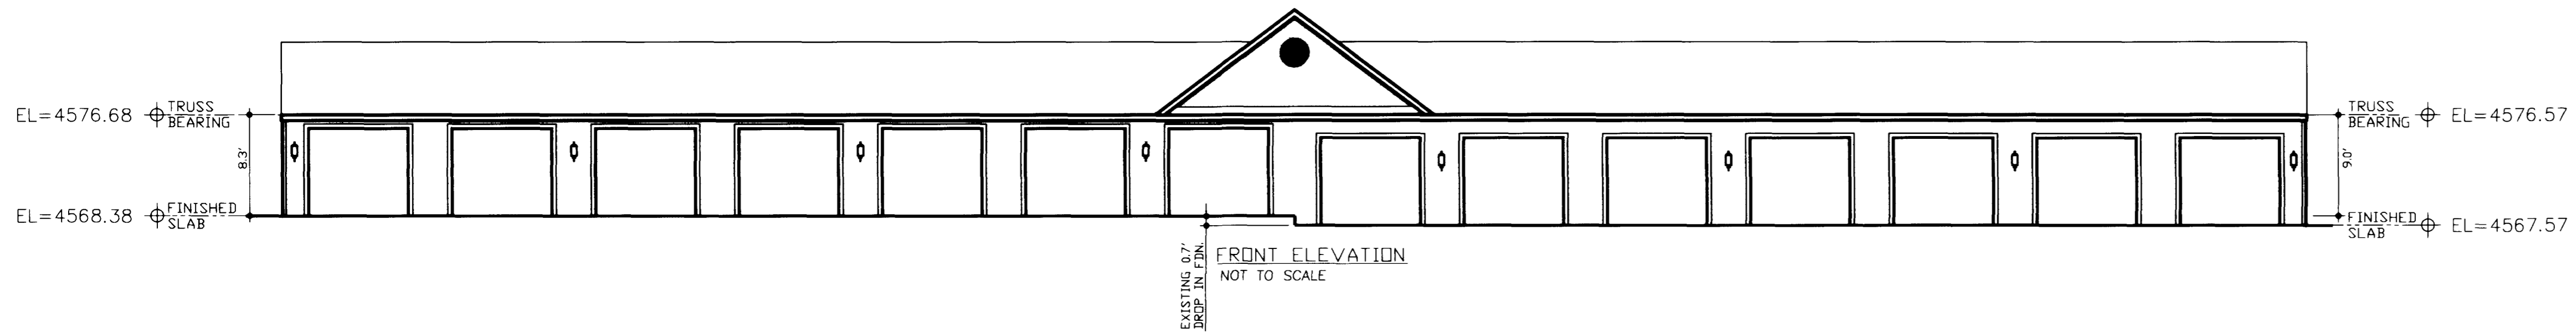 EL=4576.68
TRUSS
BEARING
8.3'
EL=4568.38
FINISHED
SLAB
EXISTING 0.7'
DROP IN FDN.
FRONT ELEVATION
NOT TO SCALE
TRUSS
BEARING
EL=4576.57
9.0'
FINISHED
SLAB
EL=4567.57